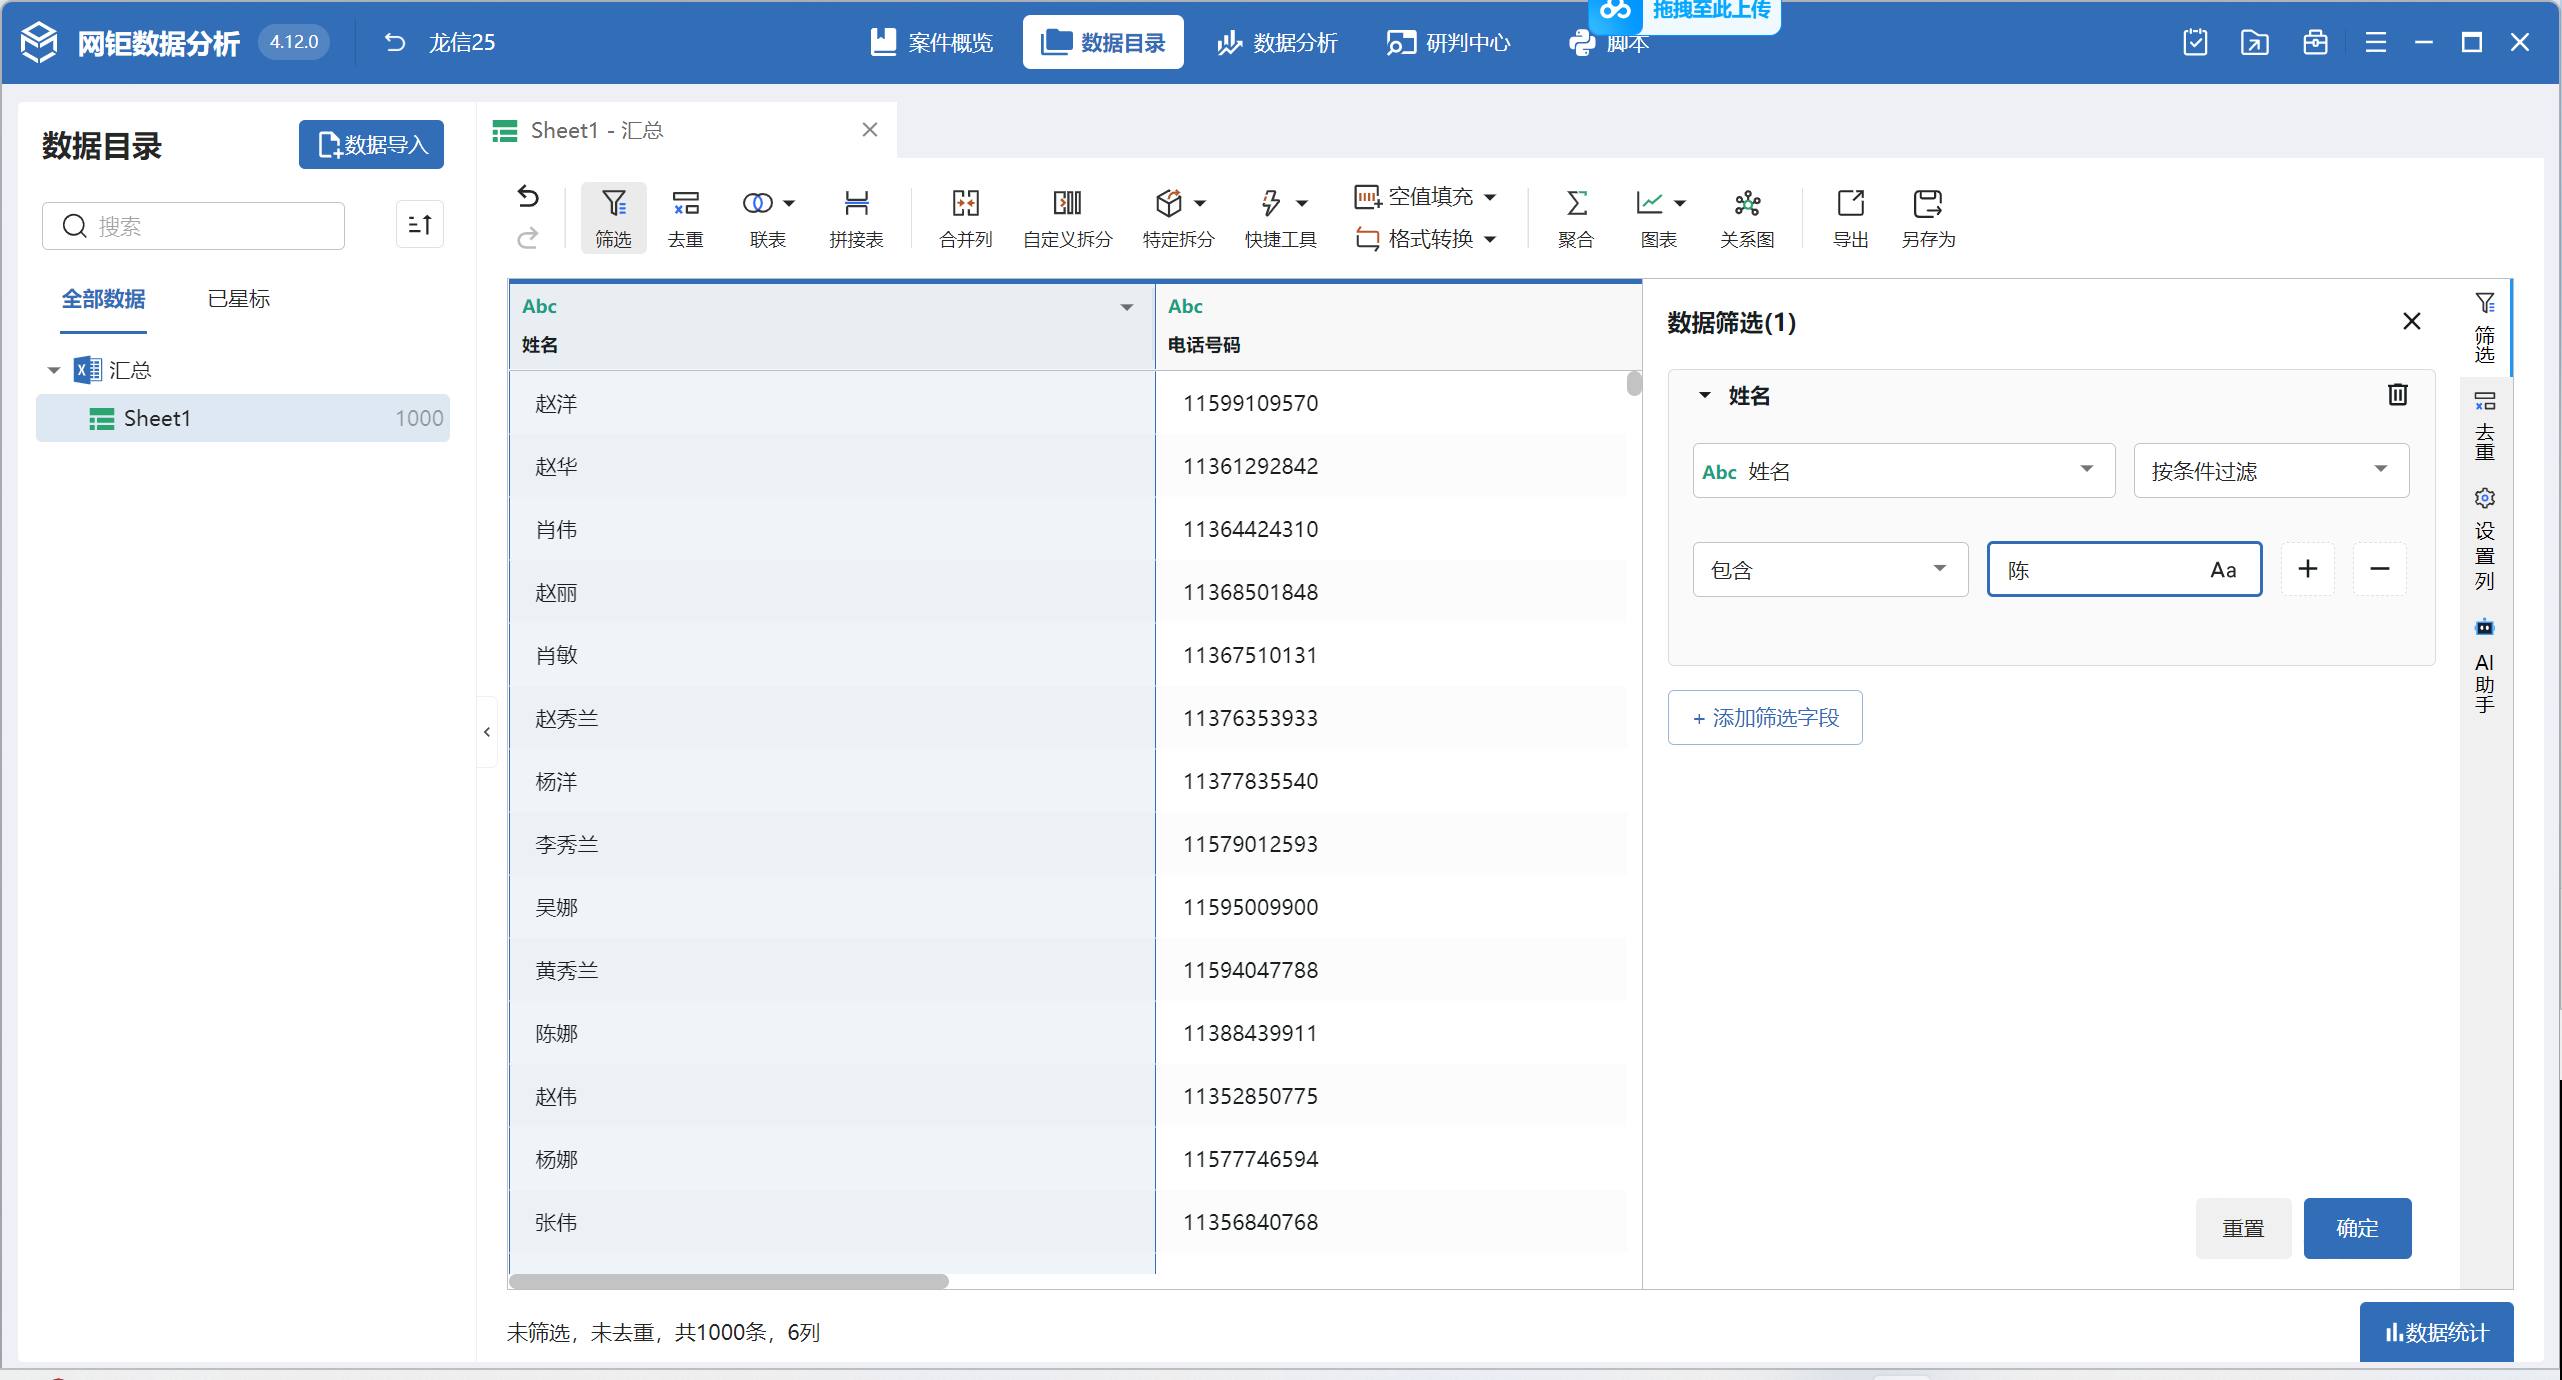 网钜数据分析 4.12.0 龙信25 案件概览 数据目录 数据分析 研判中心 脚本
拖拽至此上传
数据目录 数据导入
搜索
全部数据 已星标
汇总
Sheet1 1000
Sheet1 - 汇总
筛选 去重 联表 拼接表 合并列 自定义拆分 特定拆分 快捷工具 空值填充 格式转换 聚合 图表 关系图 导出 另存为
Abc Abc
姓名 电话号码
赵洋 11599109570
赵华 11361292842
肖伟 11364424310
赵丽 11368501848
肖敏 11367510131
赵秀兰 11376353933
杨洋 11377835540
李秀兰 11579012593
吴娜 11595009900
黄秀兰 11594047788
陈娜 11388439911
赵伟 11352850775
杨娜 11577746594
张伟 11356840768
未筛选，未去重，共1000条，6列
数据筛选(1)
姓名
Abc 姓名 按条件过滤
包含 陈 Aa
+ 添加筛选字段
重置 确定
筛选
去重
设置列
AI助手
数据统计